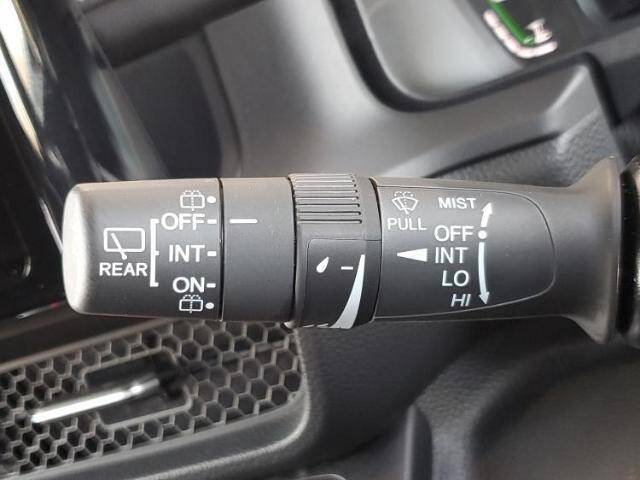 OFF
INT
ON
REAR
MIST
PULL
OFF
INT
LO
HI